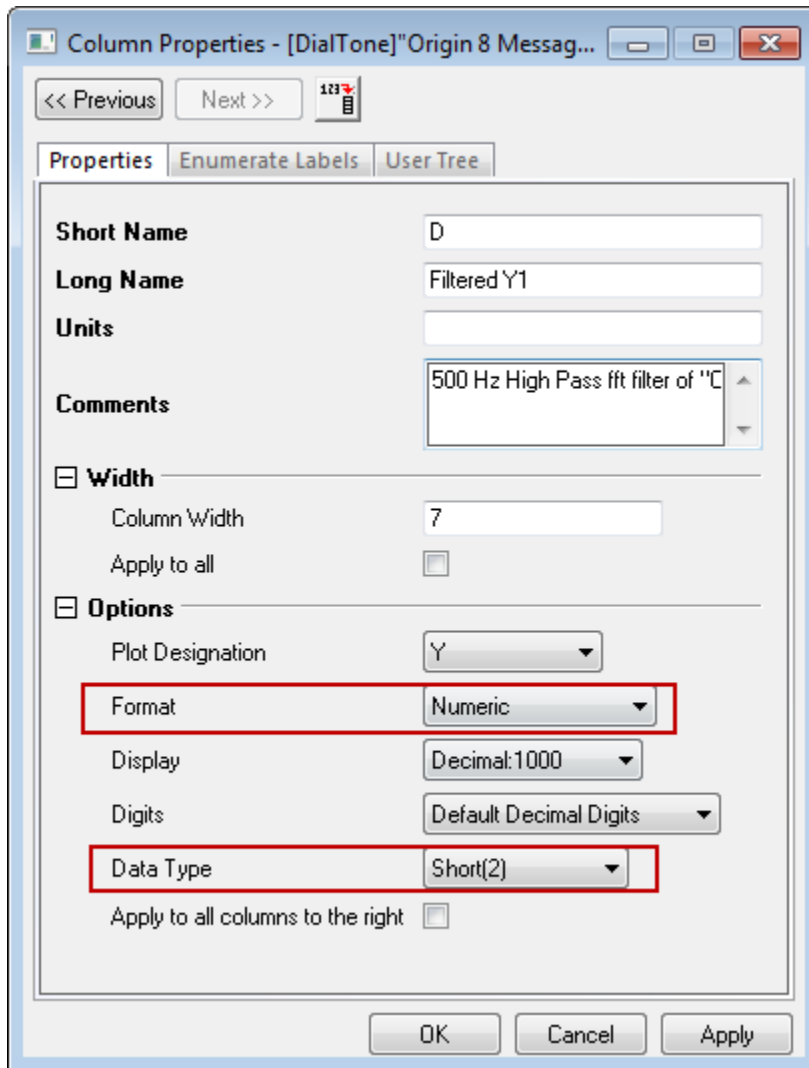 Column Properties - [DialTone]"Origin 8 Messag...
<< Previous Next >> 123
Properties Enumerate Labels User Tree
Short Name D
Long Name Filtered Y1
Units
Comments 500 Hz High Pass fft filter of "C
Width
Column Width 7
Apply to all
Options
Plot Designation Y
Format Numeric
Display Decimal:1000
Digits Default Decimal Digits
Data Type Short(2)
Apply to all columns to the right
OK Cancel Apply